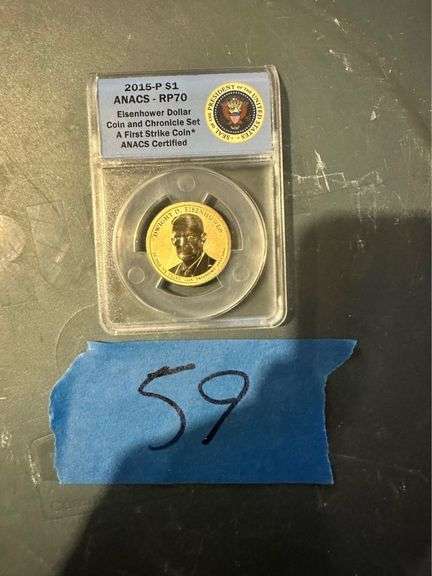 2015-P $1
ANACS - RP70
Eisenhower Dollar
Coin and Chronicle Set
A First Strike Coin*
ANACS Certified
SEAL OF THE PRESIDENT OF THE UNITED STATES
DWIGHT D. EISENHOWER
59